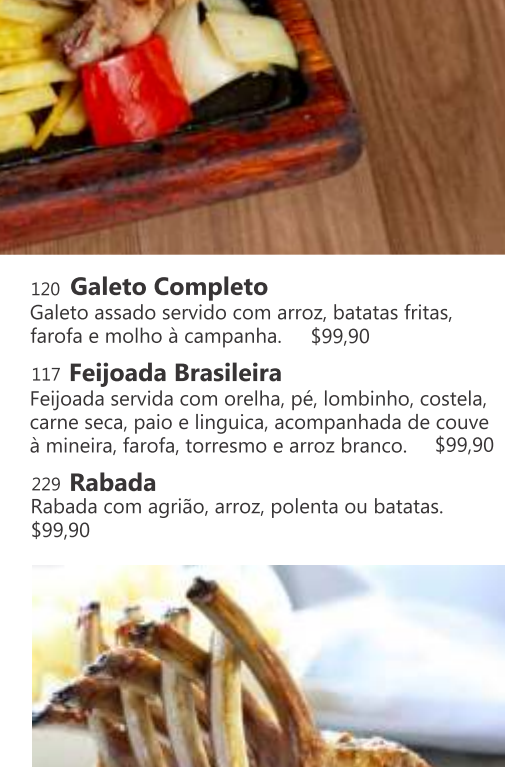 120 Galeto Completo
Galeto assado servido com arroz, batatas fritas,
farofa e molho à campanha. $99,90
117 Feijoada Brasileira
Feijoada servida com orelha, pé, lombinho, costela,
carne seca, paio e linguica, acompanhada de couve
à mineira, farofa, torresmo e arroz branco. $99,90
229 Rabada
Rabada com agrião, arroz, polenta ou batatas.
$99,90